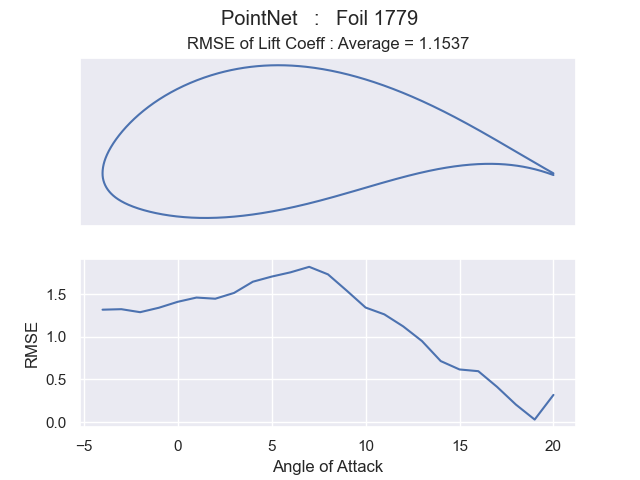 PointNet   :   Foil 1779
RMSE of Lift Coeff : Average = 1.1537
1.5
1.0
0.5
0.0
RMSE
−5 0 5 10 15 20
Angle of Attack